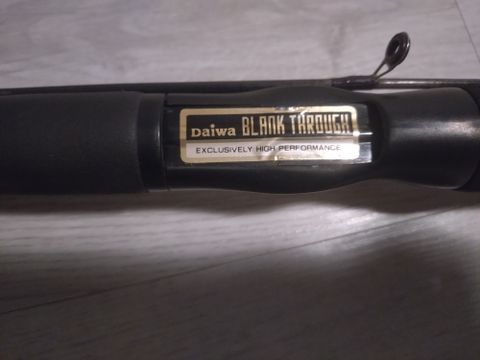 Daiwa BLANK THROUGH
EXCLUSIVELY HIGH PERFORMANCE